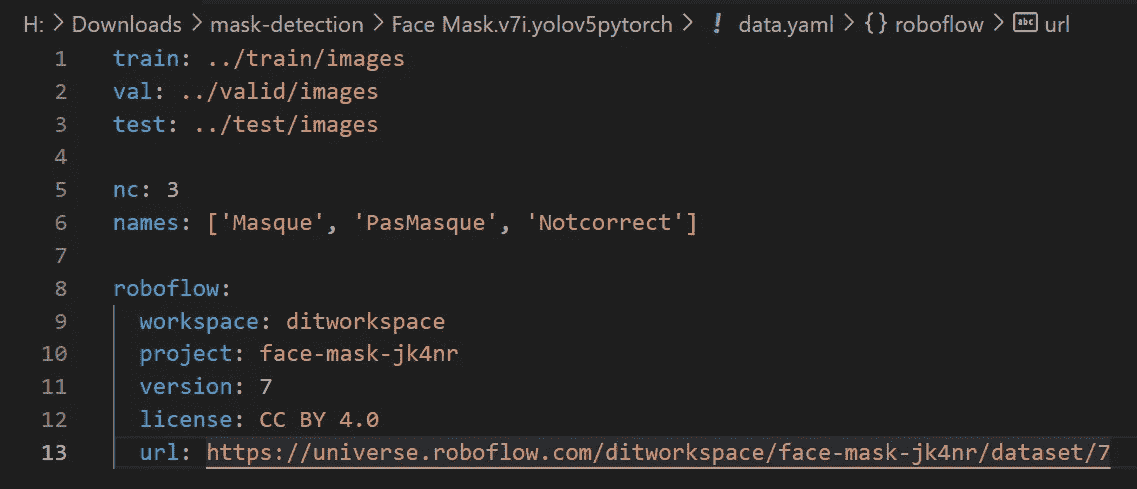 H: > Downloads > mask-detection > Face Mask.v7i.yolov5pytorch > ! data.yaml > {} roboflow > abc url
1 train: ../train/images
2 val: ../valid/images
3 test: ../test/images
4
5 nc: 3
6 names: ['Masque', 'PasMasque', 'Notcorrect']
7
8 roboflow:
9 workspace: ditworkspace
10 project: face-mask-jk4nr
11 version: 7
12 license: CC BY 4.0
13 url: https://universe.roboflow.com/ditworkspace/face-mask-jk4nr/dataset/7